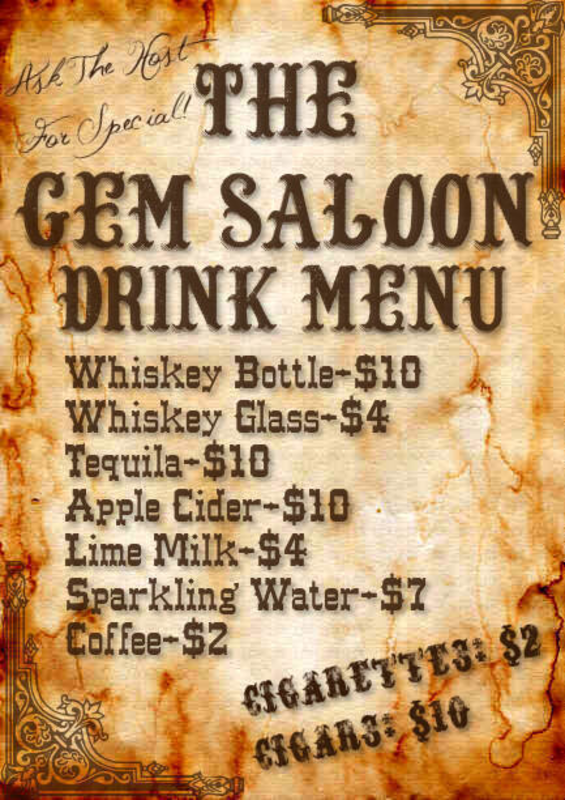 Ask The Host
For Special!
THE
GEM SALOON
DRINK MENU
Whiskey Bottle-$10
Whiskey Glass-$4
Tequila-$10
Apple Cider-$10
Lime Milk-$4
Sparkling Water-$7
Coffee-$2
CIGARETTES: $2
CIGARS: $10